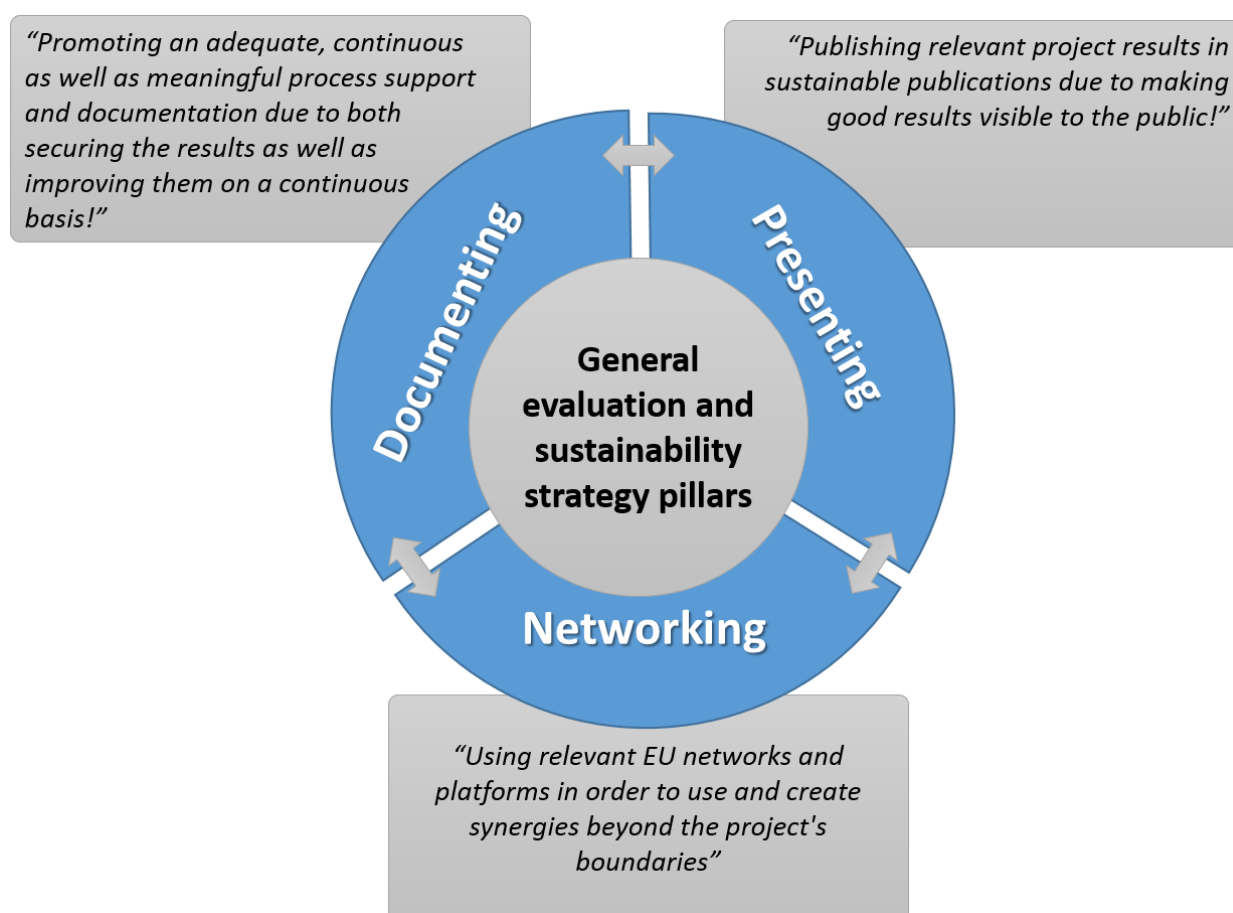 “Promoting an adequate, continuous
as well as meaningful process support
and documentation due to both
securing the results as well as
improving them on a continuous
basis!”
“Publishing relevant project results in
sustainable publications due to making
good results visible to the public!”
Documenting
Presenting
General
evaluation and
sustainability
strategy pillars
Networking
“Using relevant EU networks and
platforms in order to use and create
synergies beyond the project's
boundaries”